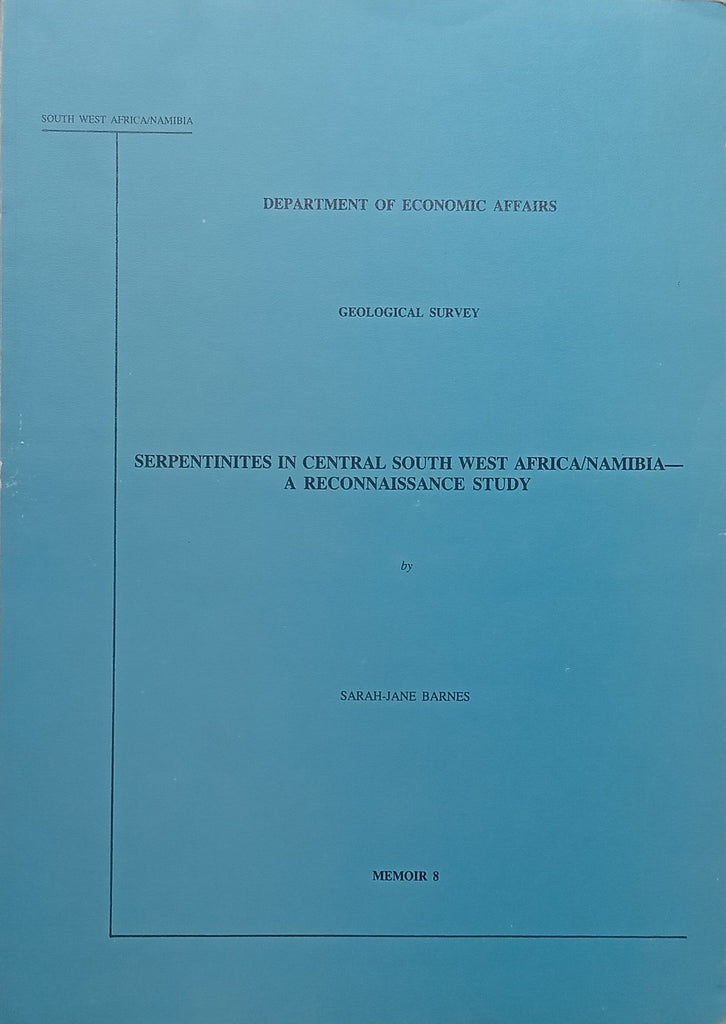 SOUTH WEST AFRICA/NAMIBIA
DEPARTMENT OF ECONOMIC AFFAIRS
GEOLOGICAL SURVEY
SERPENTINITES IN CENTRAL SOUTH WEST AFRICA/NAMIBIA—
A RECONNAISSANCE STUDY
by
SARAH-JANE BARNES
MEMOIR 8